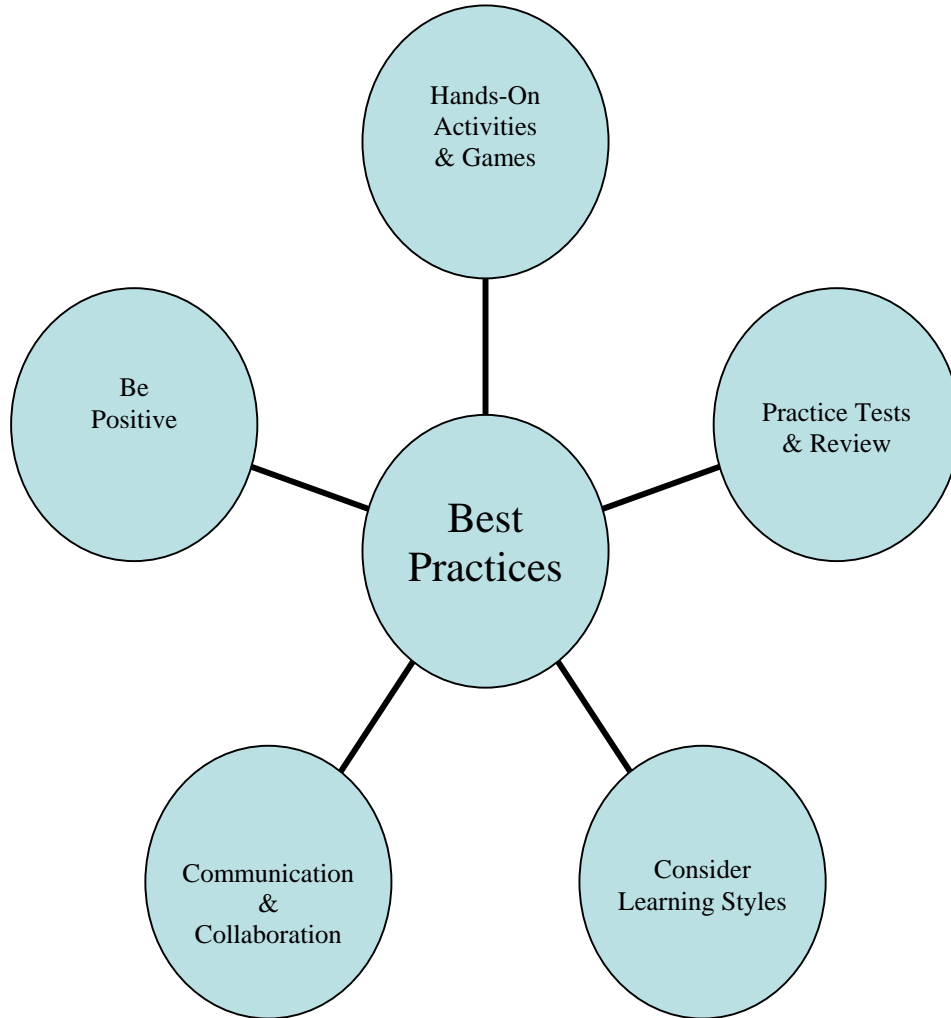 Hands-On
Activities
& Games
Be
Positive
Practice Tests
& Review
Best
Practices
Communication
&
Collaboration
Consider
Learning Styles